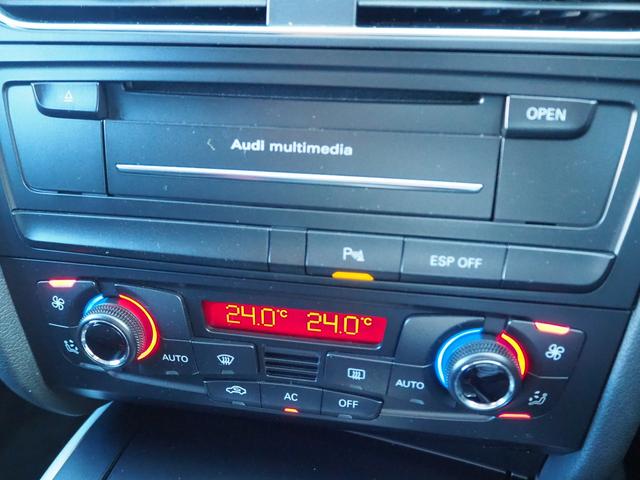 OPEN
Audi multimedia
P
ESP OFF
24.0°C 24.0°C
AUTO
AUTO
AC
OFF